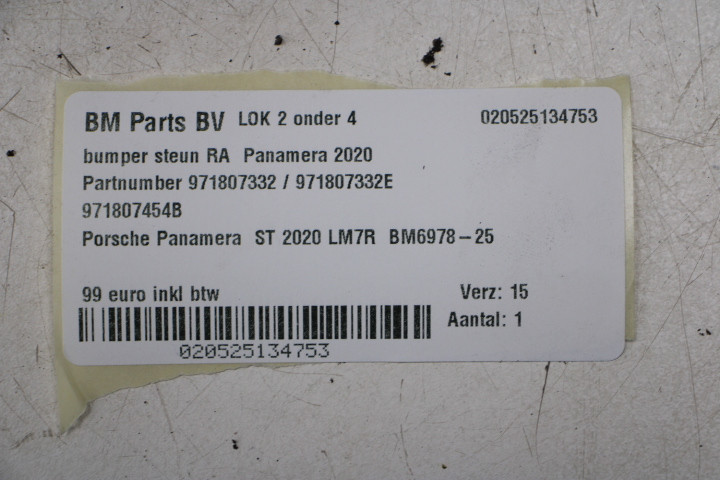 BM Parts BV LOK 2 onder 4 020525134753
bumper steun RA Panamera 2020
Partnumber 971807332 / 971807332E
971807454B
Porsche Panamera ST 2020 LM7R BM6978-25
99 euro inkl btw Verz: 15
Aantal: 1
020525134753